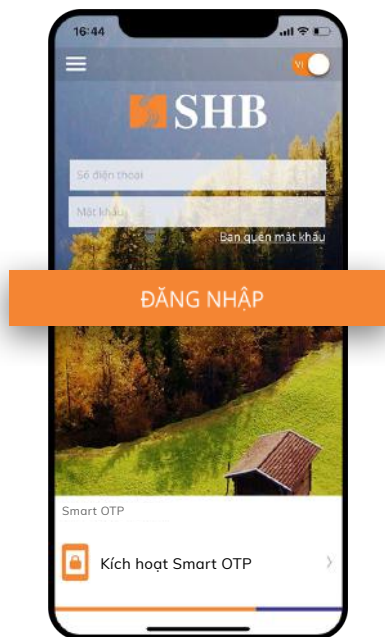 16:44
VI
SHB
Số điện thoại
Mật khẩu
Bạn quên mật khẩu
ĐĂNG NHẬP
Smart OTP
Kích hoạt Smart OTP